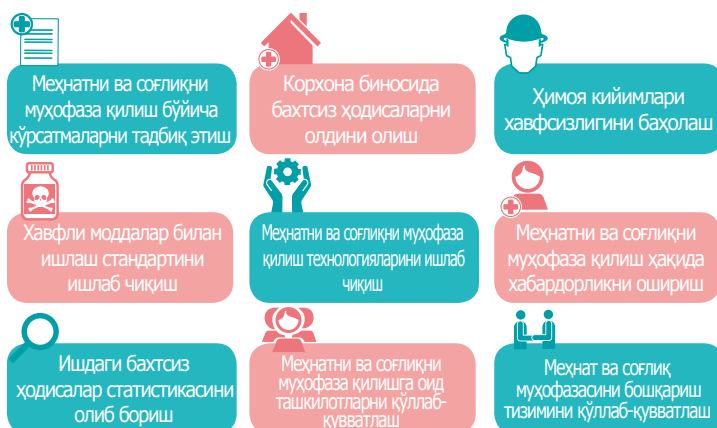 Меҳнатни ва соғлиқни
муҳофаза қилиш бўйича
кўрсатмаларни тадбиқ этиш
Корхона биносида
бахтсиз ҳодисаларни
олдини олиш
Ҳимоя кийимлари
хавфсизлигини баҳолаш
Хавфли моддалар билан
ишлаш стандартини
ишлаб чиқиш
Меҳнатни ва соғлиқни муҳофаза
қилиш технологияларини ишлаб
чиқиш
Меҳнатни ва соғлиқни
муҳофаза қилиш ҳақида
хабардорликни ошириш
Ишдаги бахтсиз
ҳодисалар статистикасини
олиб бориш
Меҳнатни ва соғлиқни
муҳофаза қилишга оид
ташкилотларни қўллаб-
қувватлаш
Меҳнат ва соғлиқ
муҳофазасини бошқариш
тизимини қўллаб-қувватлаш